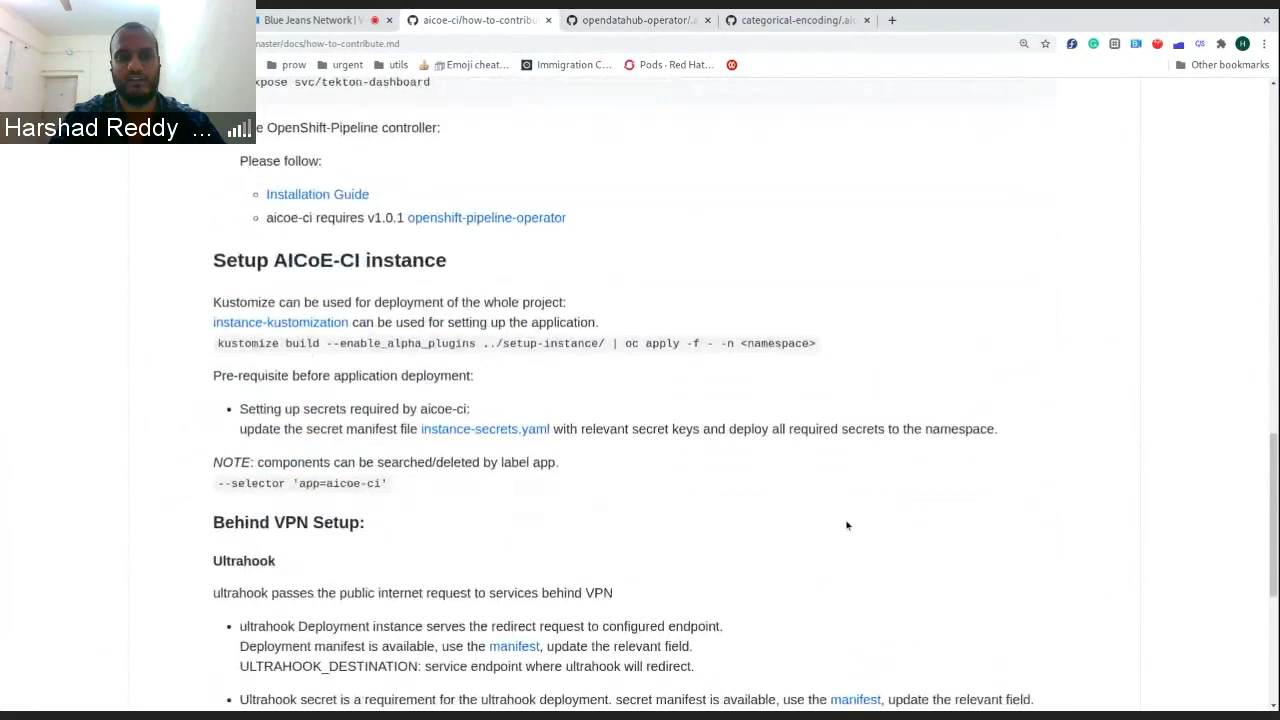 Blue Jeans Network |
aicoe-ci/how-to-contribu
opendatahub-operator/.a
categorical-encoding/.aic
master/docs/how-to-contribute.md
prow
urgent
utils
Emoji cheat...
Immigration C...
Pods · Red Hat...
Other bookmarks
xpose svc/tekton-dashboard
Harshad Reddy ...
e OpenShift-Pipeline controller:
Please follow:
Installation Guide
aicoe-ci requires v1.0.1 openshift-pipeline-operator
Setup AICoE-CI instance
Kustomize can be used for deployment of the whole project:
instance-kustomization can be used for setting up the application.
kustomize build --enable_alpha_plugins ../setup-instance/ | oc apply -f - -n <namespace>
Pre-requisite before application deployment:
Setting up secrets required by aicoe-ci:
update the secret manifest file instance-secrets.yaml with relevant secret keys and deploy all required secrets to the namespace.
NOTE: components can be searched/deleted by label app.
--selector 'app=aicoe-ci'
Behind VPN Setup:
Ultrahook
ultrahook passes the public internet request to services behind VPN
ultrahook Deployment instance serves the redirect request to configured endpoint.
Deployment manifest is available, use the manifest, update the relevant field.
ULTRAHOOK_DESTINATION: service endpoint where ultrahook will redirect.
Ultrahook secret is a requirement for the ultrahook deployment. secret manifest is available, use the manifest, update the relevant field.